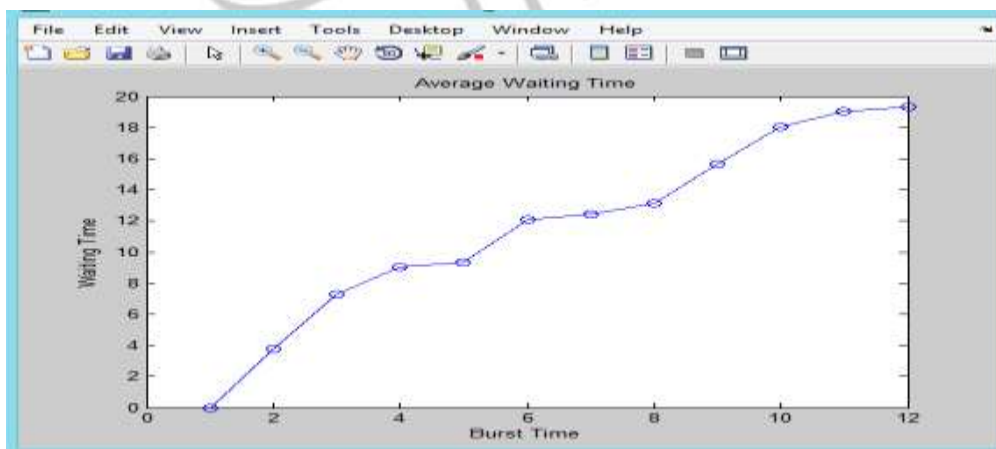 File Edit View Insert Tools Desktop Window Help
Average Waiting Time
20
18
16
14
12
10
8
6
4
2
0
Waiting Time
0 2 4 6 8 10 12
Burst Time